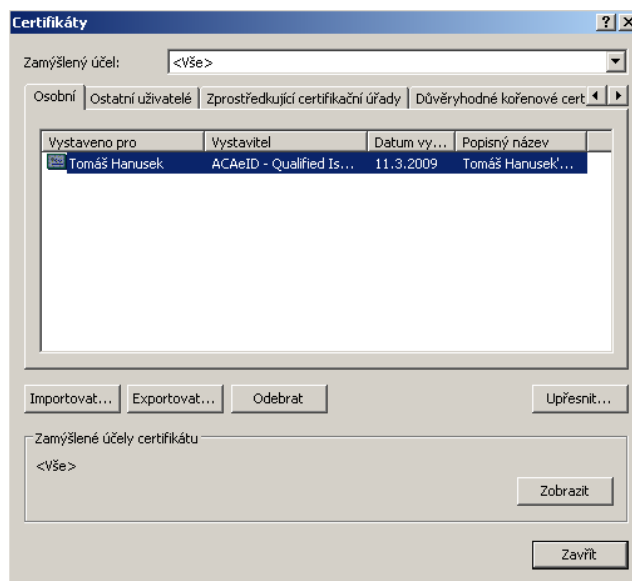 Certifikáty
Zamýšlený účel: <Vše>
Osobní Ostatní uživatelé Zprostředkující certifikační úřady Důvěryhodné kořenové cert
Vystaveno pro Vystavitel Datum vy... Popisný název
Tomáš Hanusek ACAeID - Qualified Is... 11.3.2009 Tomáš Hanusek'...
Importovat... Exportovat... Odebrat Upřesnit...
Zamýšlené účely certifikátu
<Vše>
Zobrazit
Zavřít